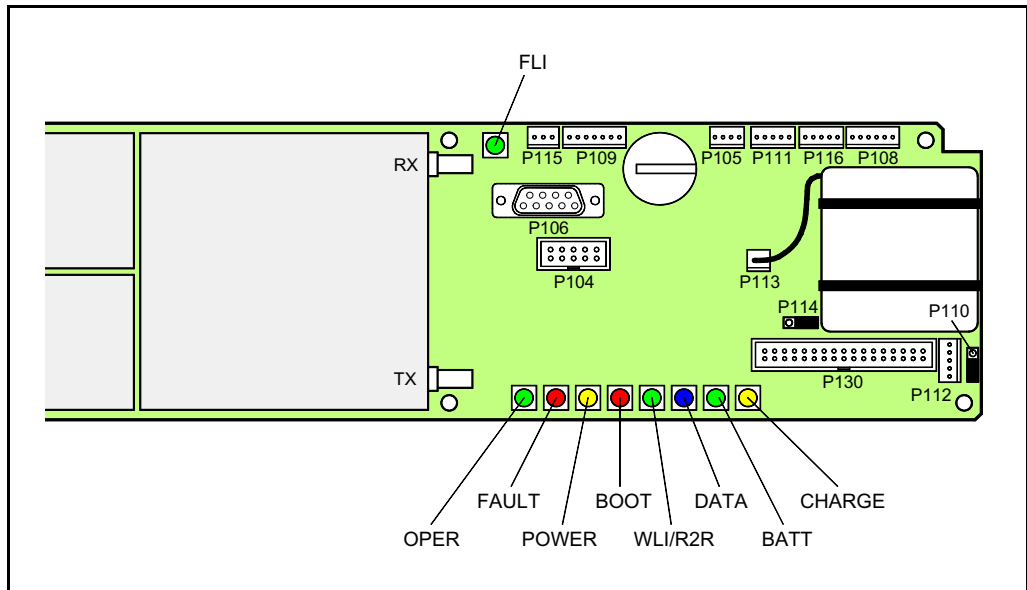 FLI
P115 P109 P105 P111 P116 P108
RX
P106
P104 P113
P114 P110
TX P130
P112
FAULT BOOT DATA CHARGE
OPER POWER WLI/R2R BATT